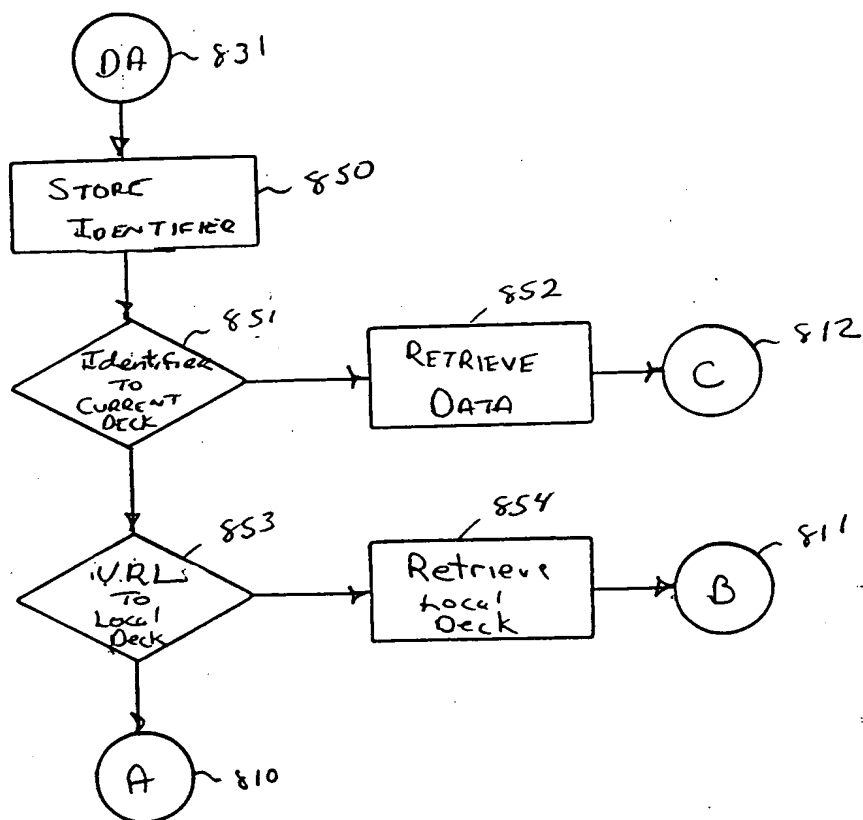 DA
831
STORE
IDENTIFIER
850
Identifier
TO
CURRENT
DECK
851
RETRIEVE
DATA
852
C
812
URL
TO
Local
Deck
853
Retrieve
Local
Deck
854
B
811
A
810